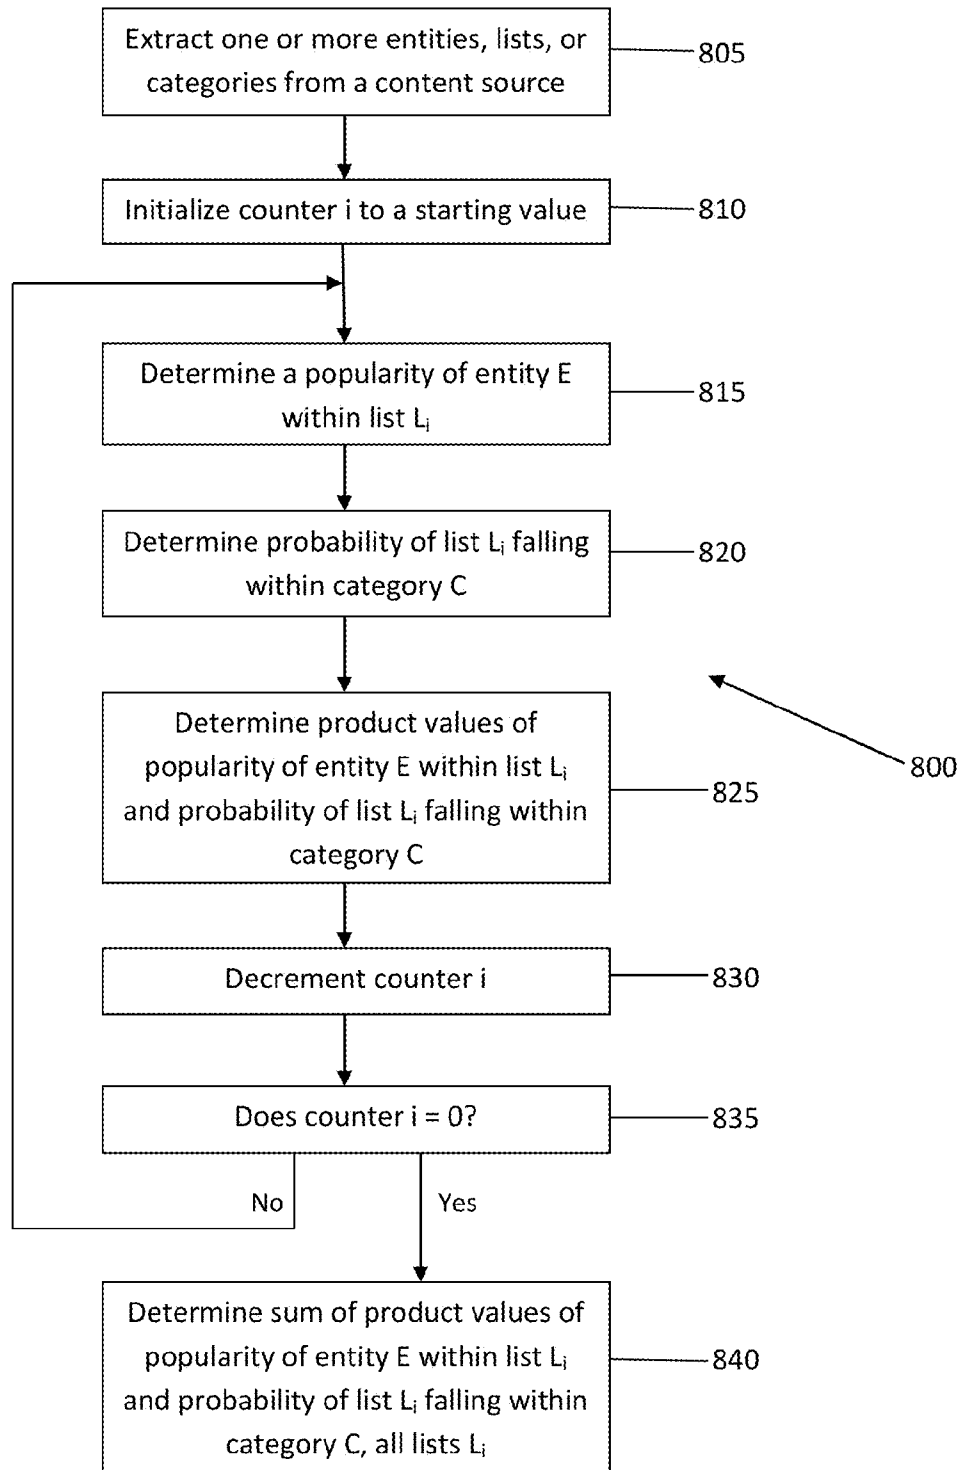 Extract one or more entities, lists, or
categories from a content source
805
Initialize counter i to a starting value
810
Determine a popularity of entity E
within list Lᵢ
815
Determine probability of list Lᵢ falling
within category C
820
Determine product values of
popularity of entity E within list Lᵢ
and probability of list Lᵢ falling within
category C
825
800
Decrement counter i
830
Does counter i = 0?
835
No
Yes
Determine sum of product values of
popularity of entity E within list Lᵢ
and probability of list Lᵢ falling within
category C, all lists Lᵢ
840